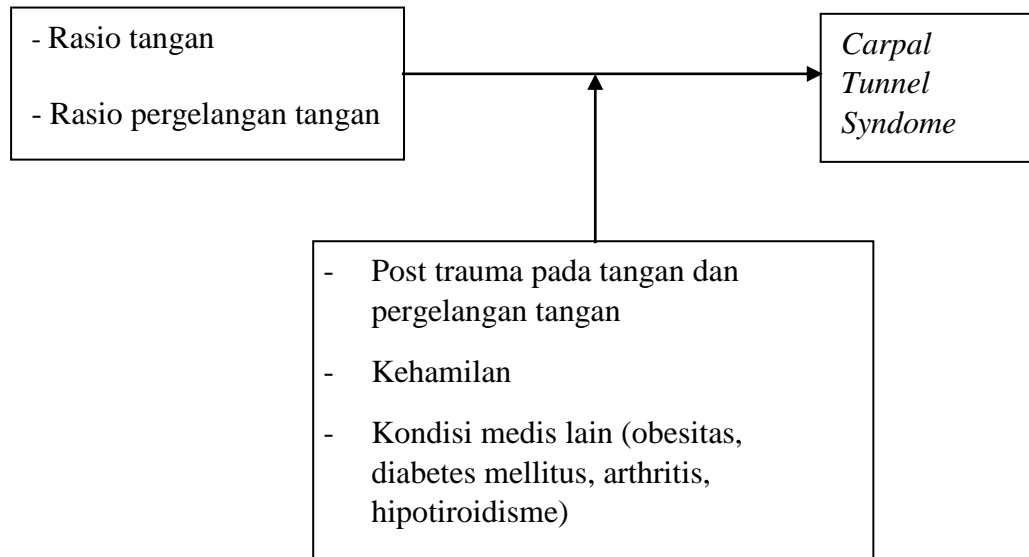 - Rasio tangan
- Rasio pergelangan tangan
Carpal
Tunnel
Syndome
- Post trauma pada tangan dan
pergelangan tangan
- Kehamilan
- Kondisi medis lain (obesitas,
diabetes mellitus, arthritis,
hipotiroidisme)